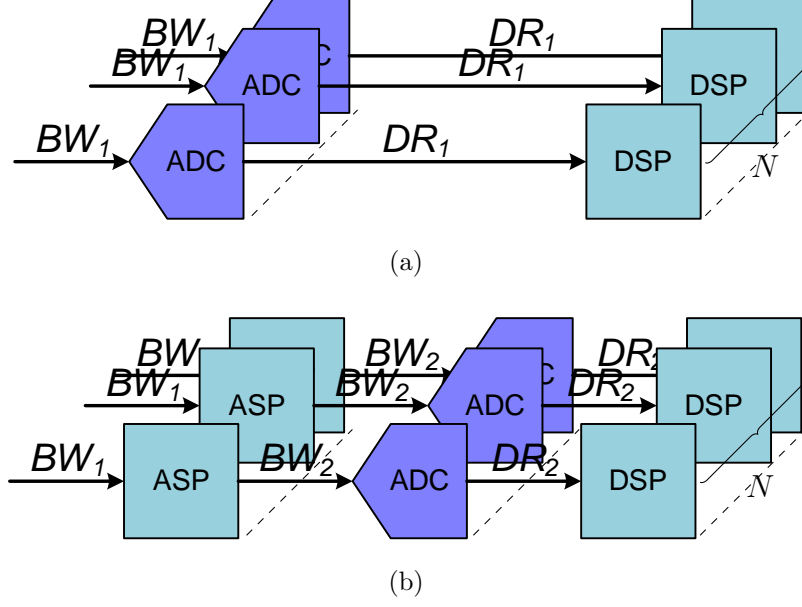 BW1 DR1
BW1 DR1
ADC DSP
BW1 DR1
ADC DSP
N
(a)
BW BW2 DR2
BW1 BW2 DR2
ASP ADC DSP
BW1 BW2 DR2
ASP ADC DSP
N
(b)